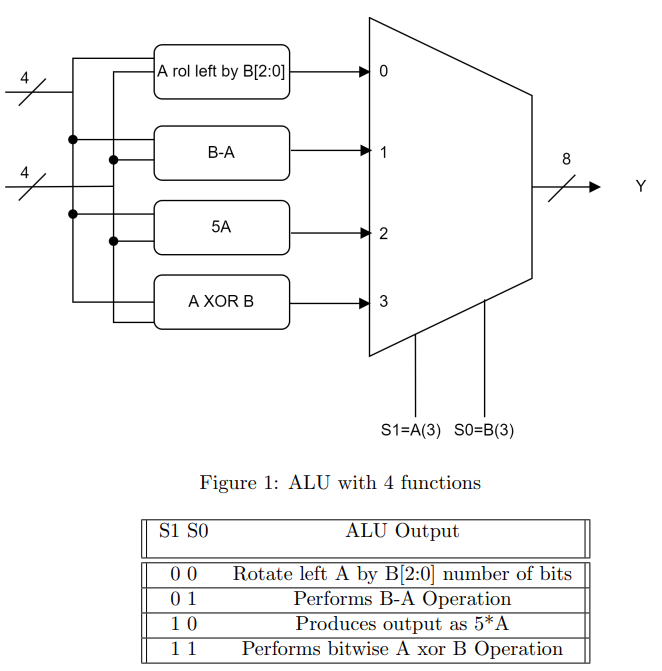 4
A rol left by B[2:0]
0
B-A
1
4
8
Y
5A
2
A XOR B
3
S1=A(3) S0=B(3)
Figure 1: ALU with 4 functions
S1 S0 ALU Output
0 0 Rotate left A by B[2:0] number of bits
0 1 Performs B-A Operation
1 0 Produces output as 5*A
1 1 Performs bitwise A xor B Operation